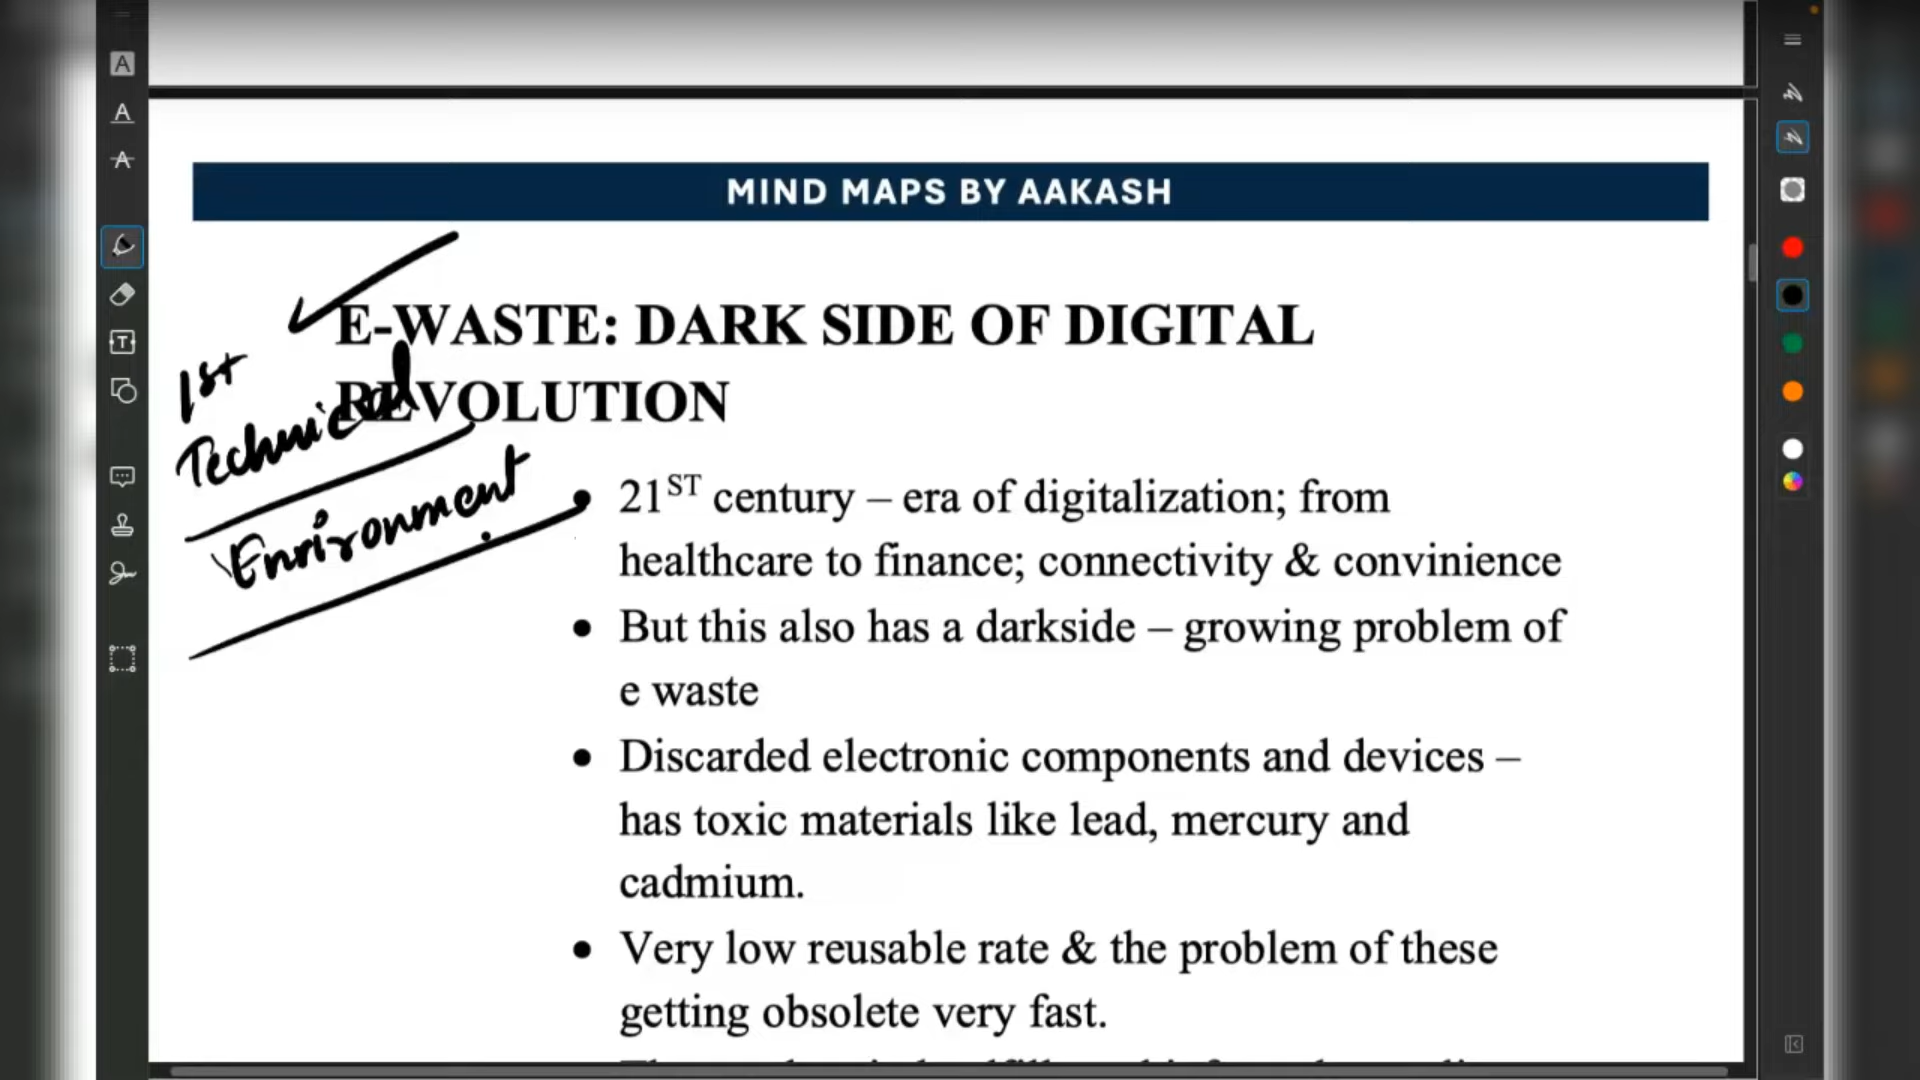 MIND MAPS BY AAKASH
E-WASTE: DARK SIDE OF DIGITAL
REVOLUTION
1st
Technical
Environment
• 21ST century – era of digitalization; from
healthcare to finance; connectivity & convinience
• But this also has a darkside – growing problem of
e waste
• Discarded electronic components and devices –
has toxic materials like lead, mercury and
cadmium.
• Very low reusable rate & the problem of these
getting obsolete very fast.